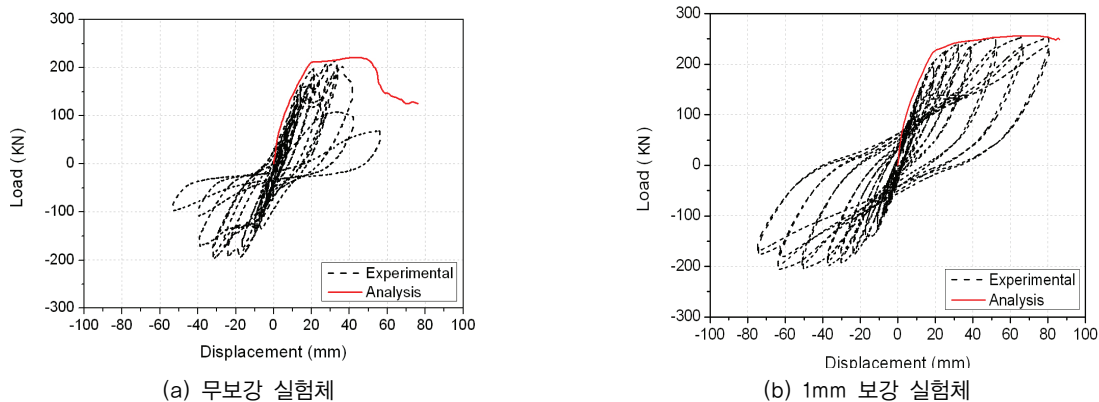 300
200
100
0
-100
-200
-300
Load ( KN)
-100 -80 -60 -40 -20 0 20 40 60 80 100
Displacement (mm)
Experimental
Analysis
(a) 무보강 실험체
300
200
100
0
-100
-200
-300
Load ( KN)
-100 -80 -60 -40 -20 0 20 40 60 80 100
Displacement (mm)
Experimental
Analysis
(b) 1mm 보강 실험체